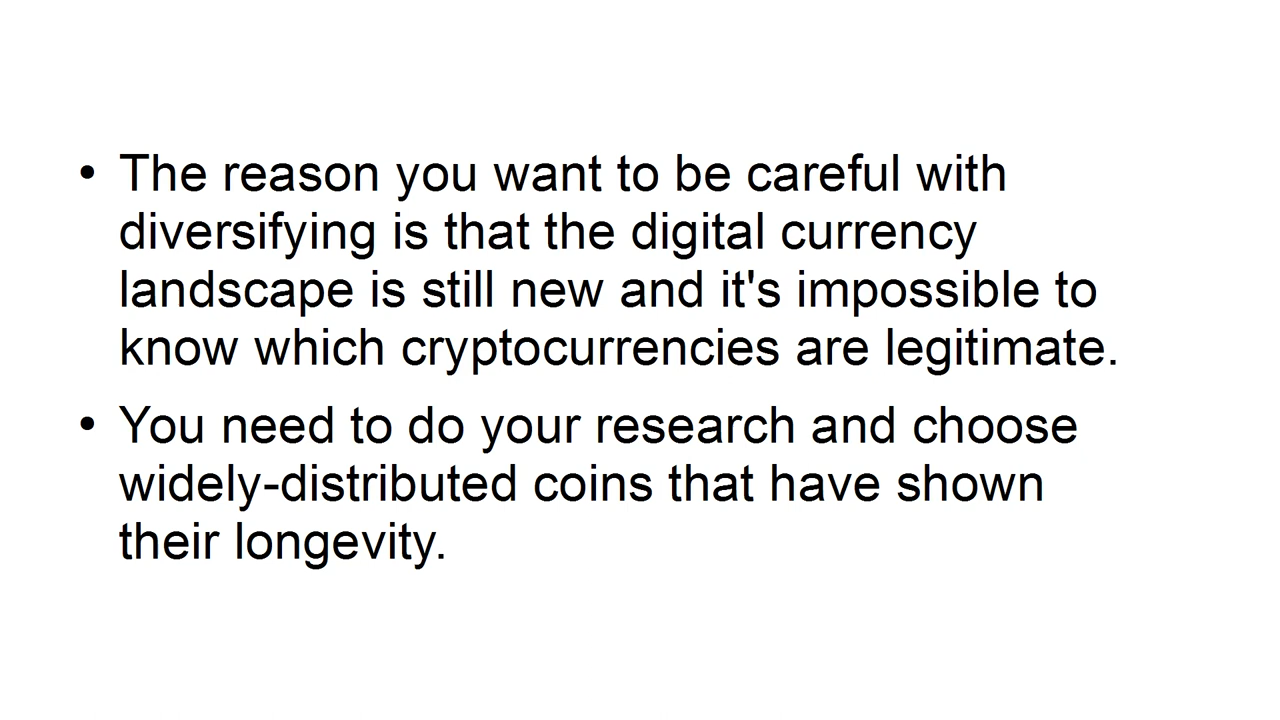 • The reason you want to be careful with
diversifying is that the digital currency
landscape is still new and it's impossible to
know which cryptocurrencies are legitimate.
• You need to do your research and choose
widely-distributed coins that have shown
their longevity.